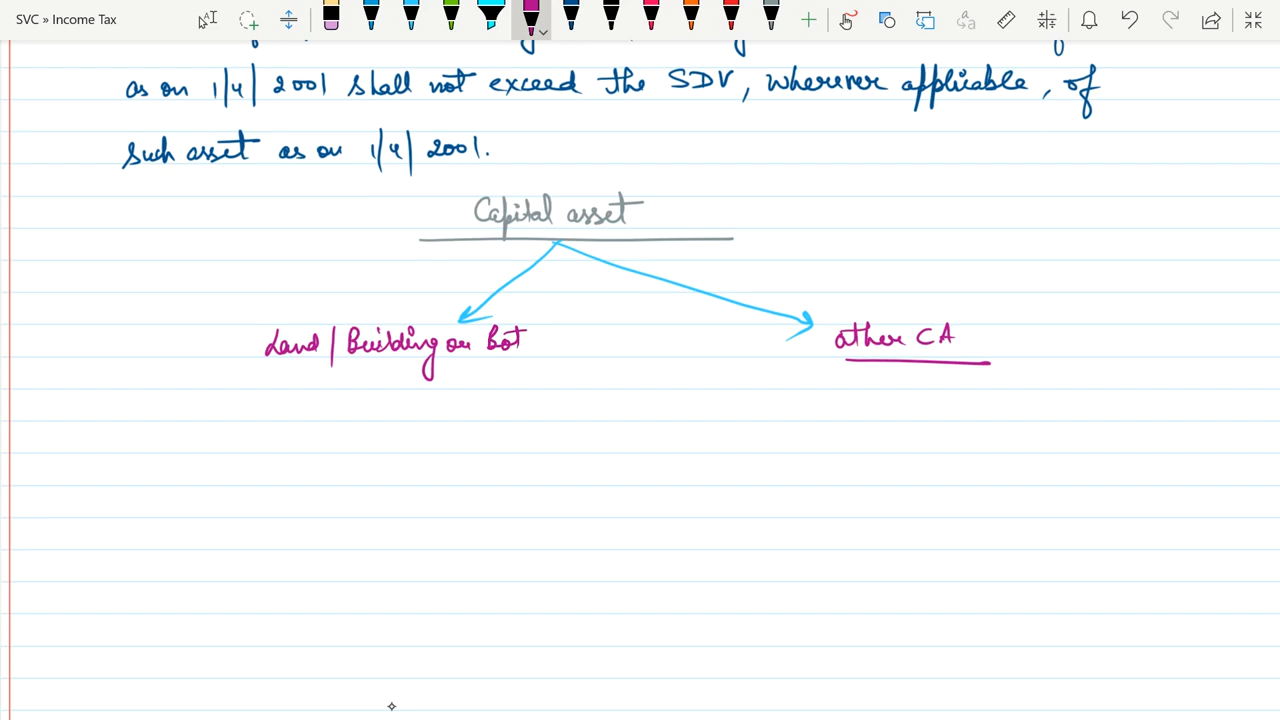 SVC » Income Tax
as on 1/4/2001 shall not exceed the SDV, wherever applicable, of
such asset as on 1/4/2001.
Capital asset
Land/Building or Bot
other CA